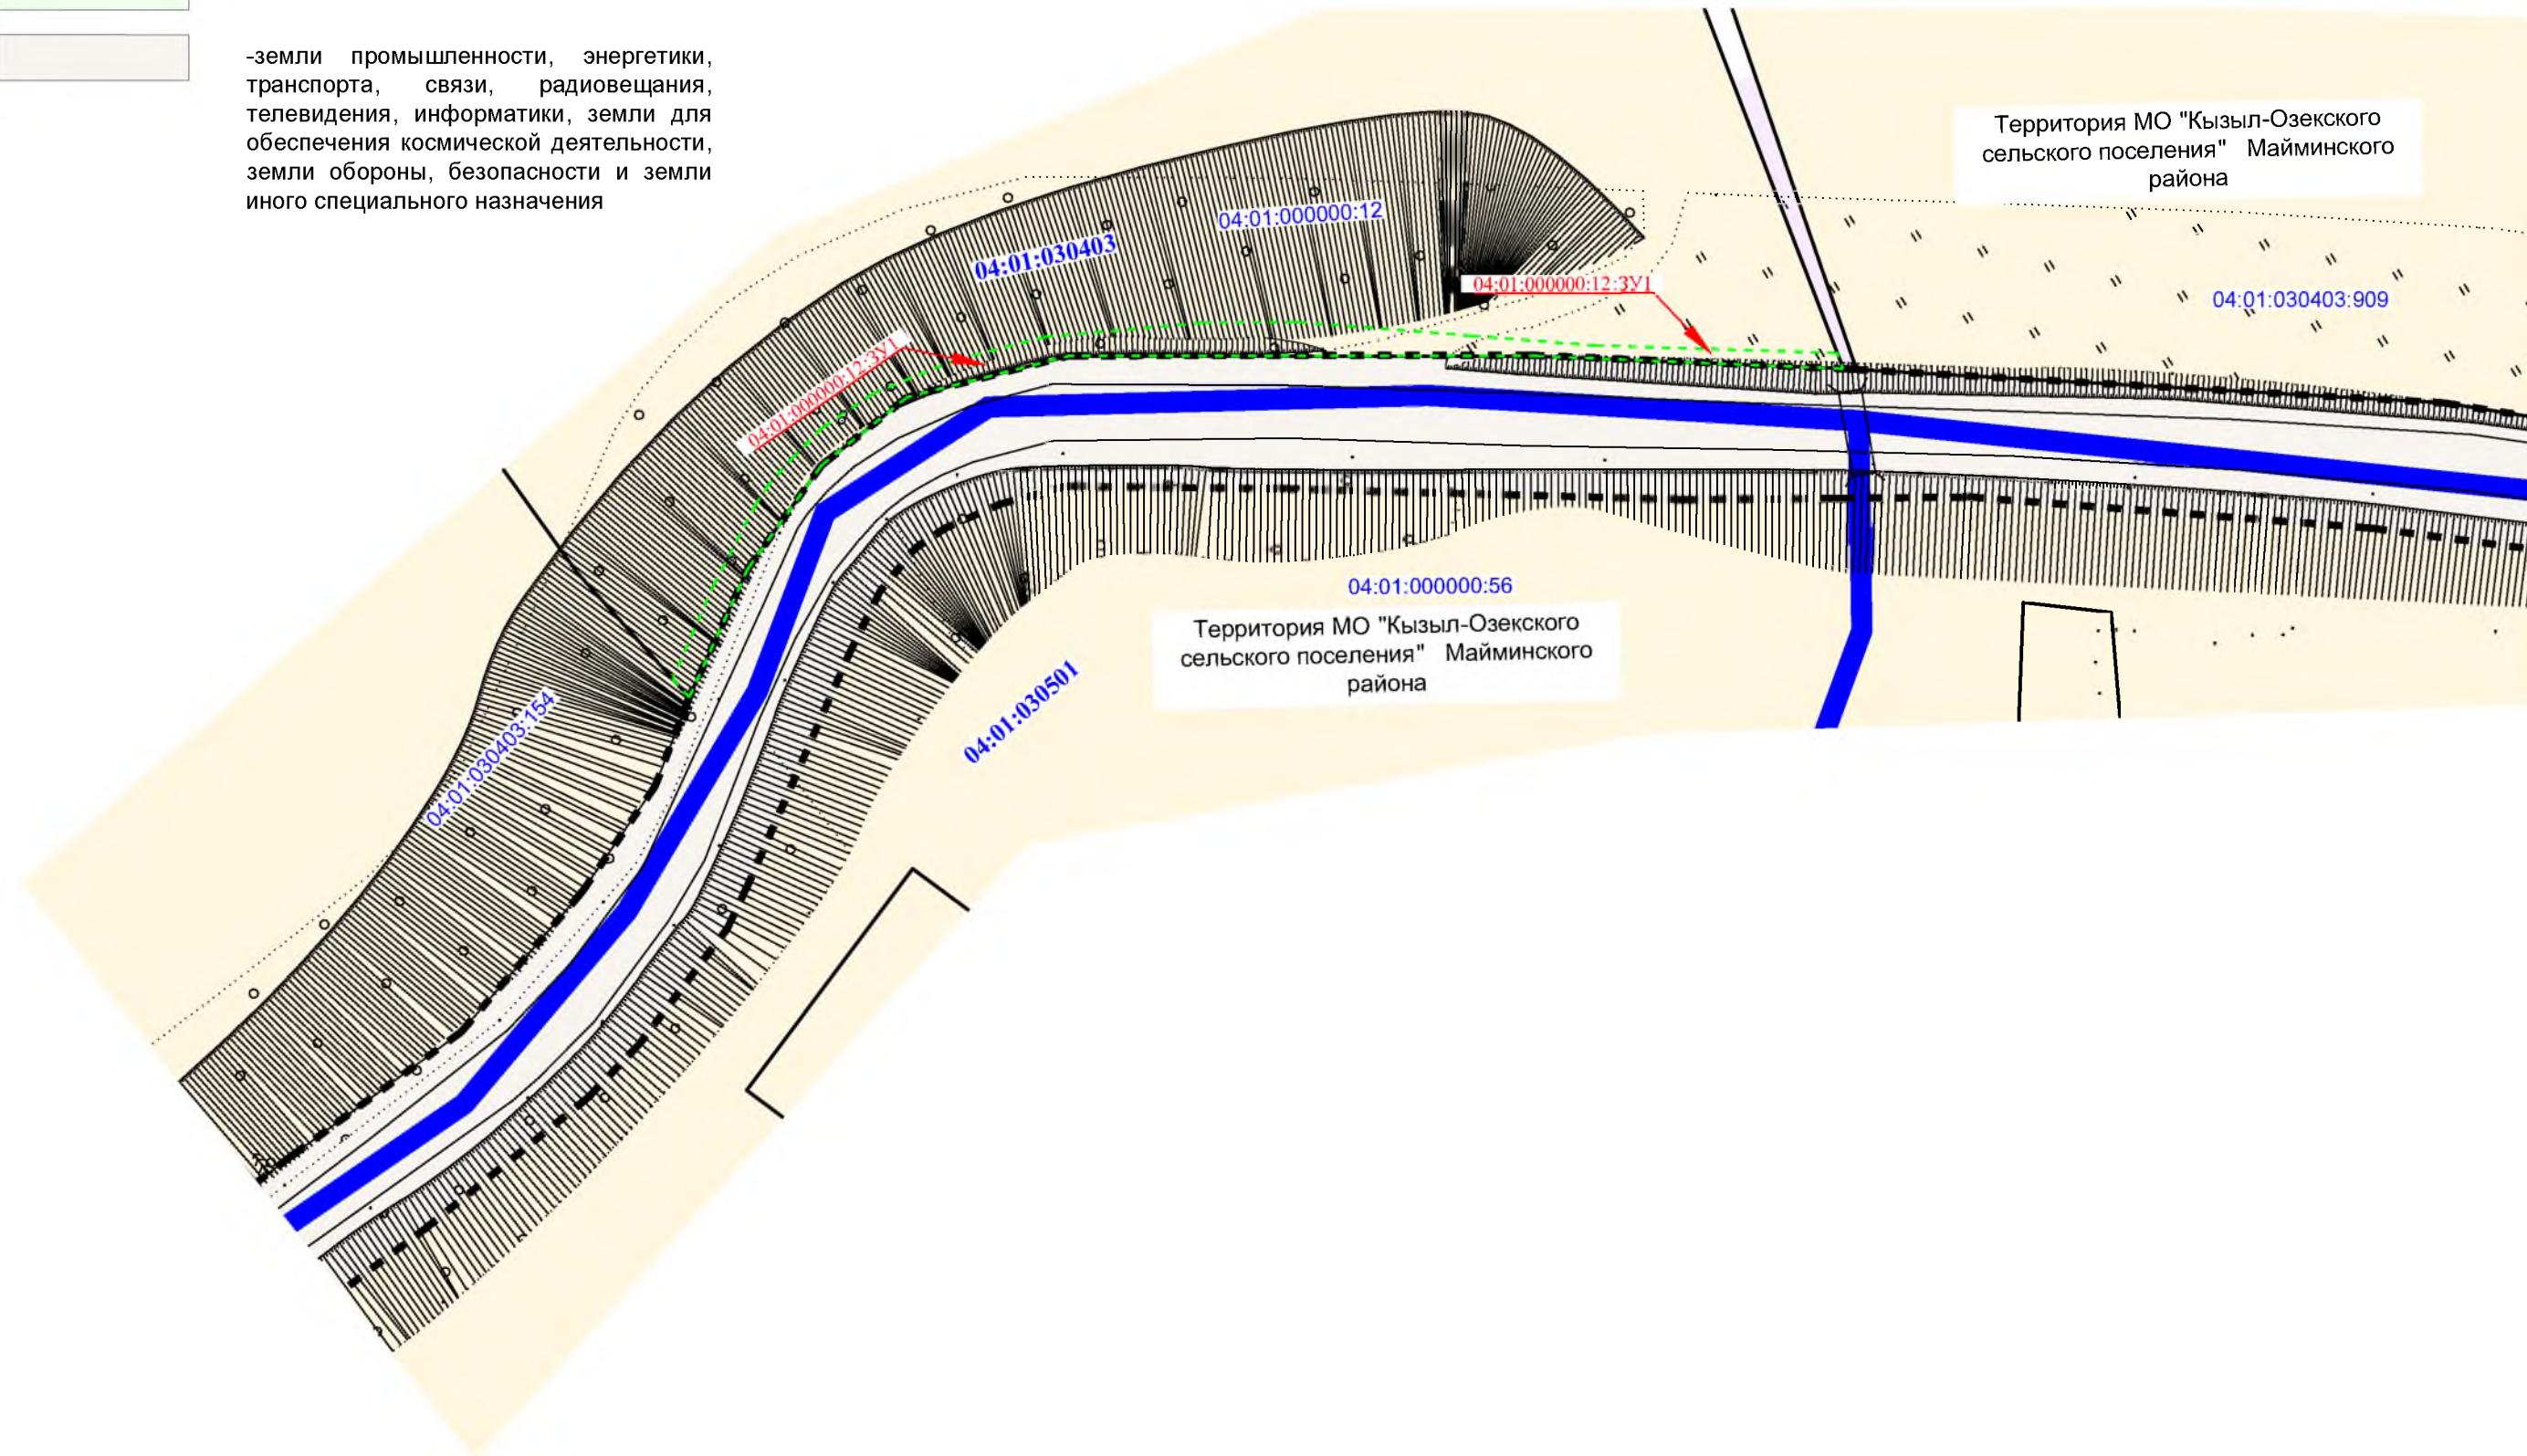 -земли промышленности, энергетики,
транспорта, связи, радиовещания,
телевидения, информатики, земли для
обеспечения космической деятельности,
земли обороны, безопасности и земли
иного специального назначения
Территория МО "Кызыл-Озекского
сельского поселения" Майминского
района
04:01:000000:12
04:01:030403
04:01:000000:12:ЗУ1
04:01:030403:909
04:01:000000:12:ЗУ1
04:01:000000:56
Территория МО "Кызыл-Озекского
сельского поселения" Майминского
района
04:01:030501
04:01:030403:154